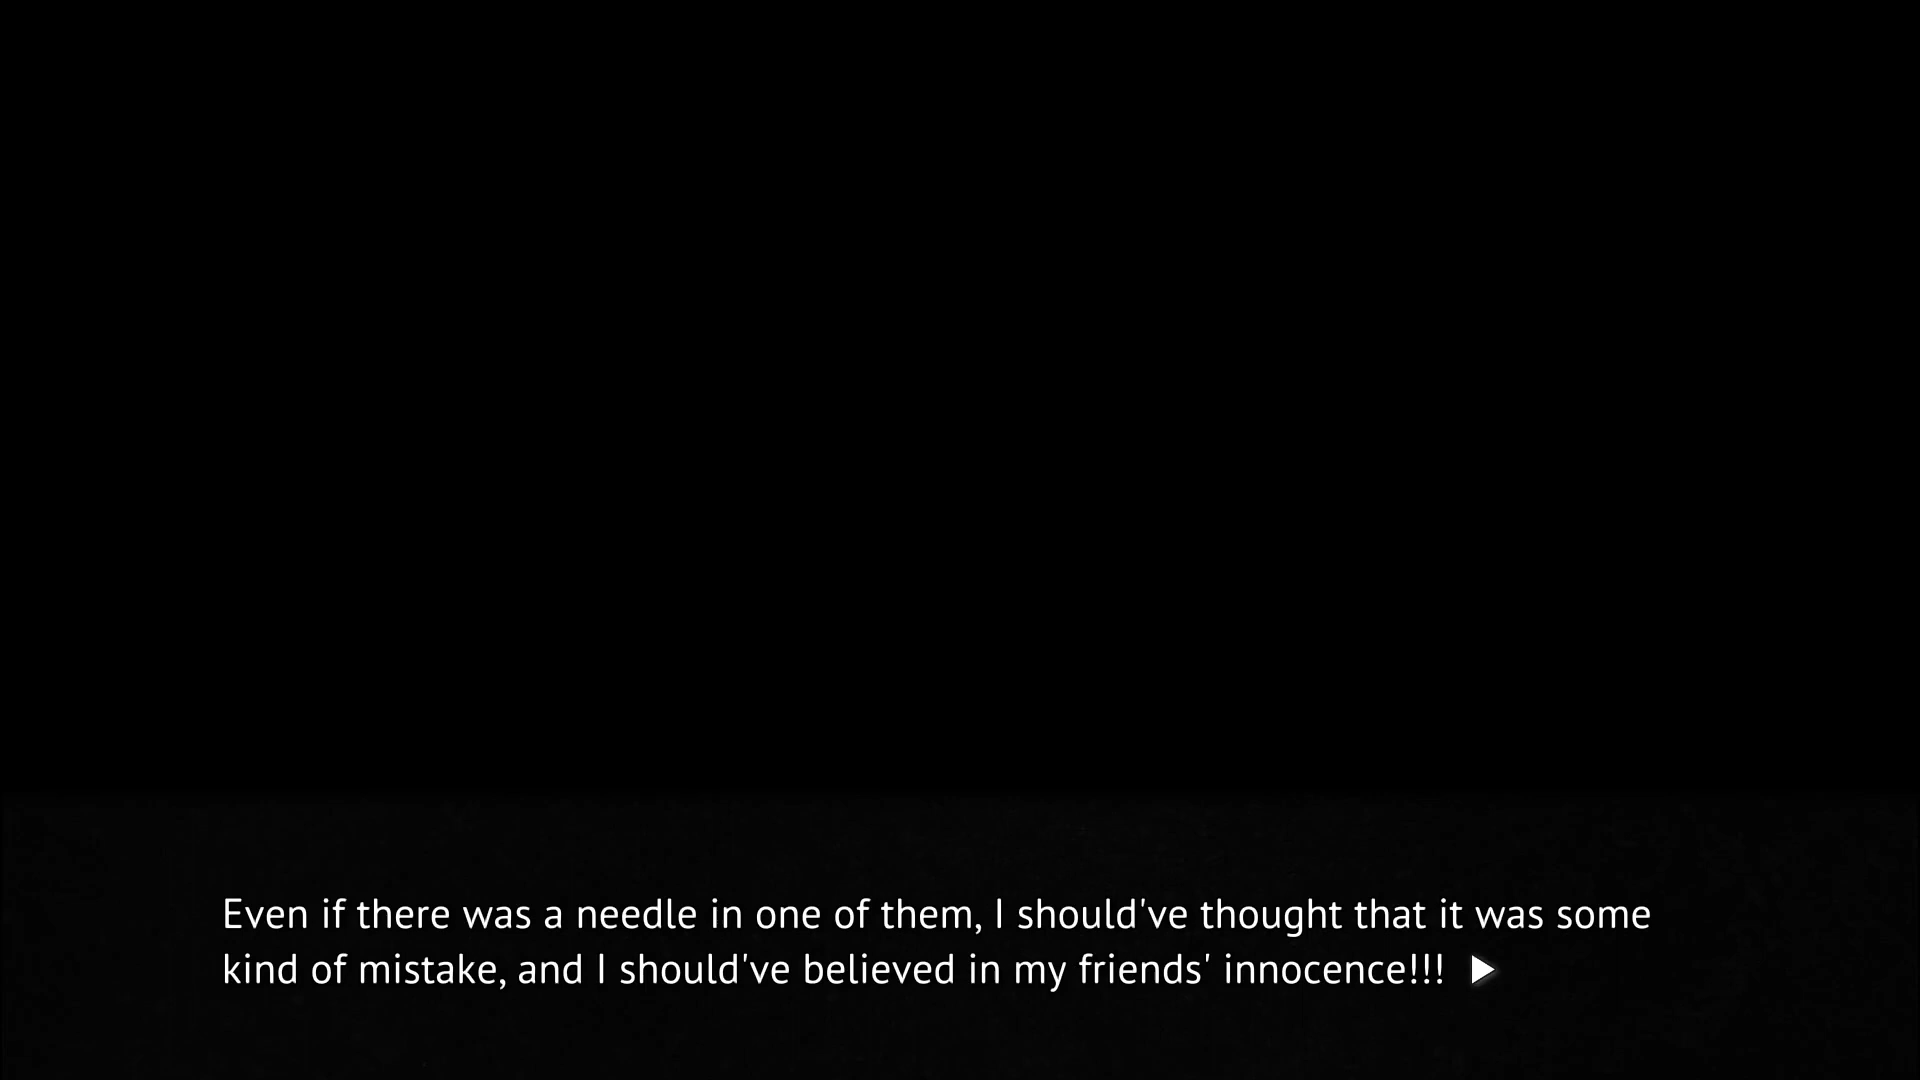 Even if there was a needle in one of them, I should've thought that it was some
kind of mistake, and I should've believed in my friends' innocence!!!